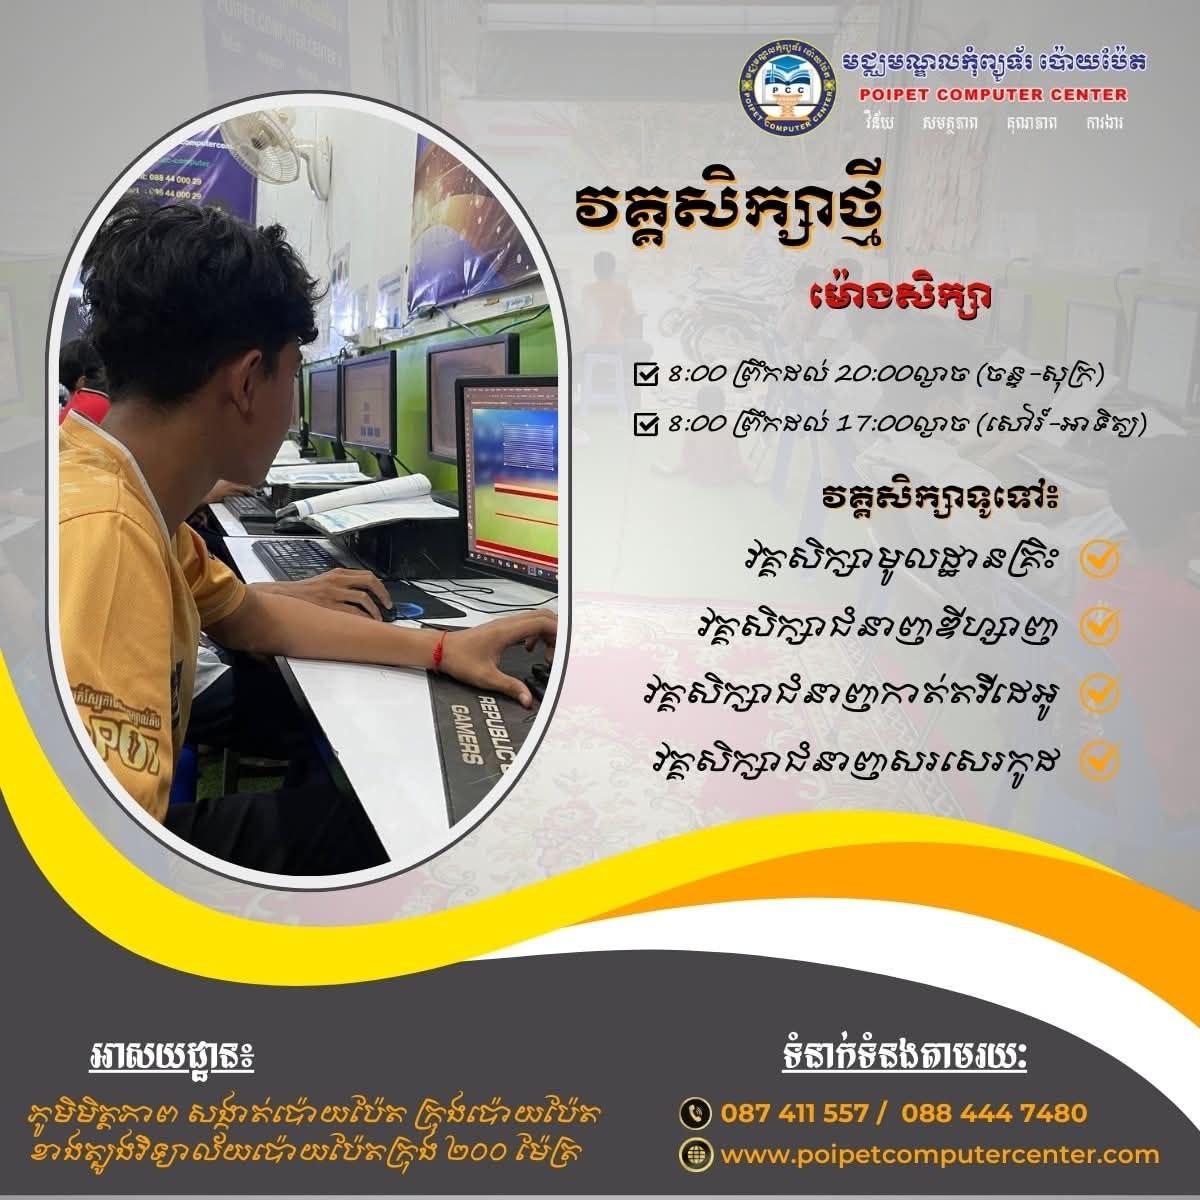 មជ្ឈមណ្ឌលកុំព្យូទ័រ ប៉ោយប៉ែត
POIPET COMPUTER CENTER
វិន័យ សមត្ថភាព គុណភាព ការងារ
PCC
POIPET COMPUTER CENTER
វគ្គសិក្សាថ្មី
ម៉ោងសិក្សា
8:00 ព្រឹកដល់ 20:00ល្ងាច (ចន្ទ-សុក្រ)
8:00 ព្រឹកដល់ 17:00ល្ងាច (សៅរ៍-អាទិត្យ)
វគ្គសិក្សាទូទៅ៖
វគ្គសិក្សាមូលដ្ឋានគ្រិះ
វគ្គសិក្សាជំនាញឌីហ្សាញ
វគ្គសិក្សាជំនាញកាត់តវីដេអូ
វគ្គសិក្សាជំនាញសរសេរកូដ
088 44 000 29
REPUBLIC
GAMERS
អាសយដ្ឋាន៖
ភូមិមិត្តភាព សង្កាត់ប៉ោយប៉ែត ក្រុងប៉ោយប៉ែត
ខាងត្បូងវិទ្យាល័យប៉ោយប៉ែតក្រុង ២០០ ម៉ែត្រ
ទំនាក់ទំនងតាមរយៈ
087 411 557 / 088 444 7480
www.poipetcomputercenter.com